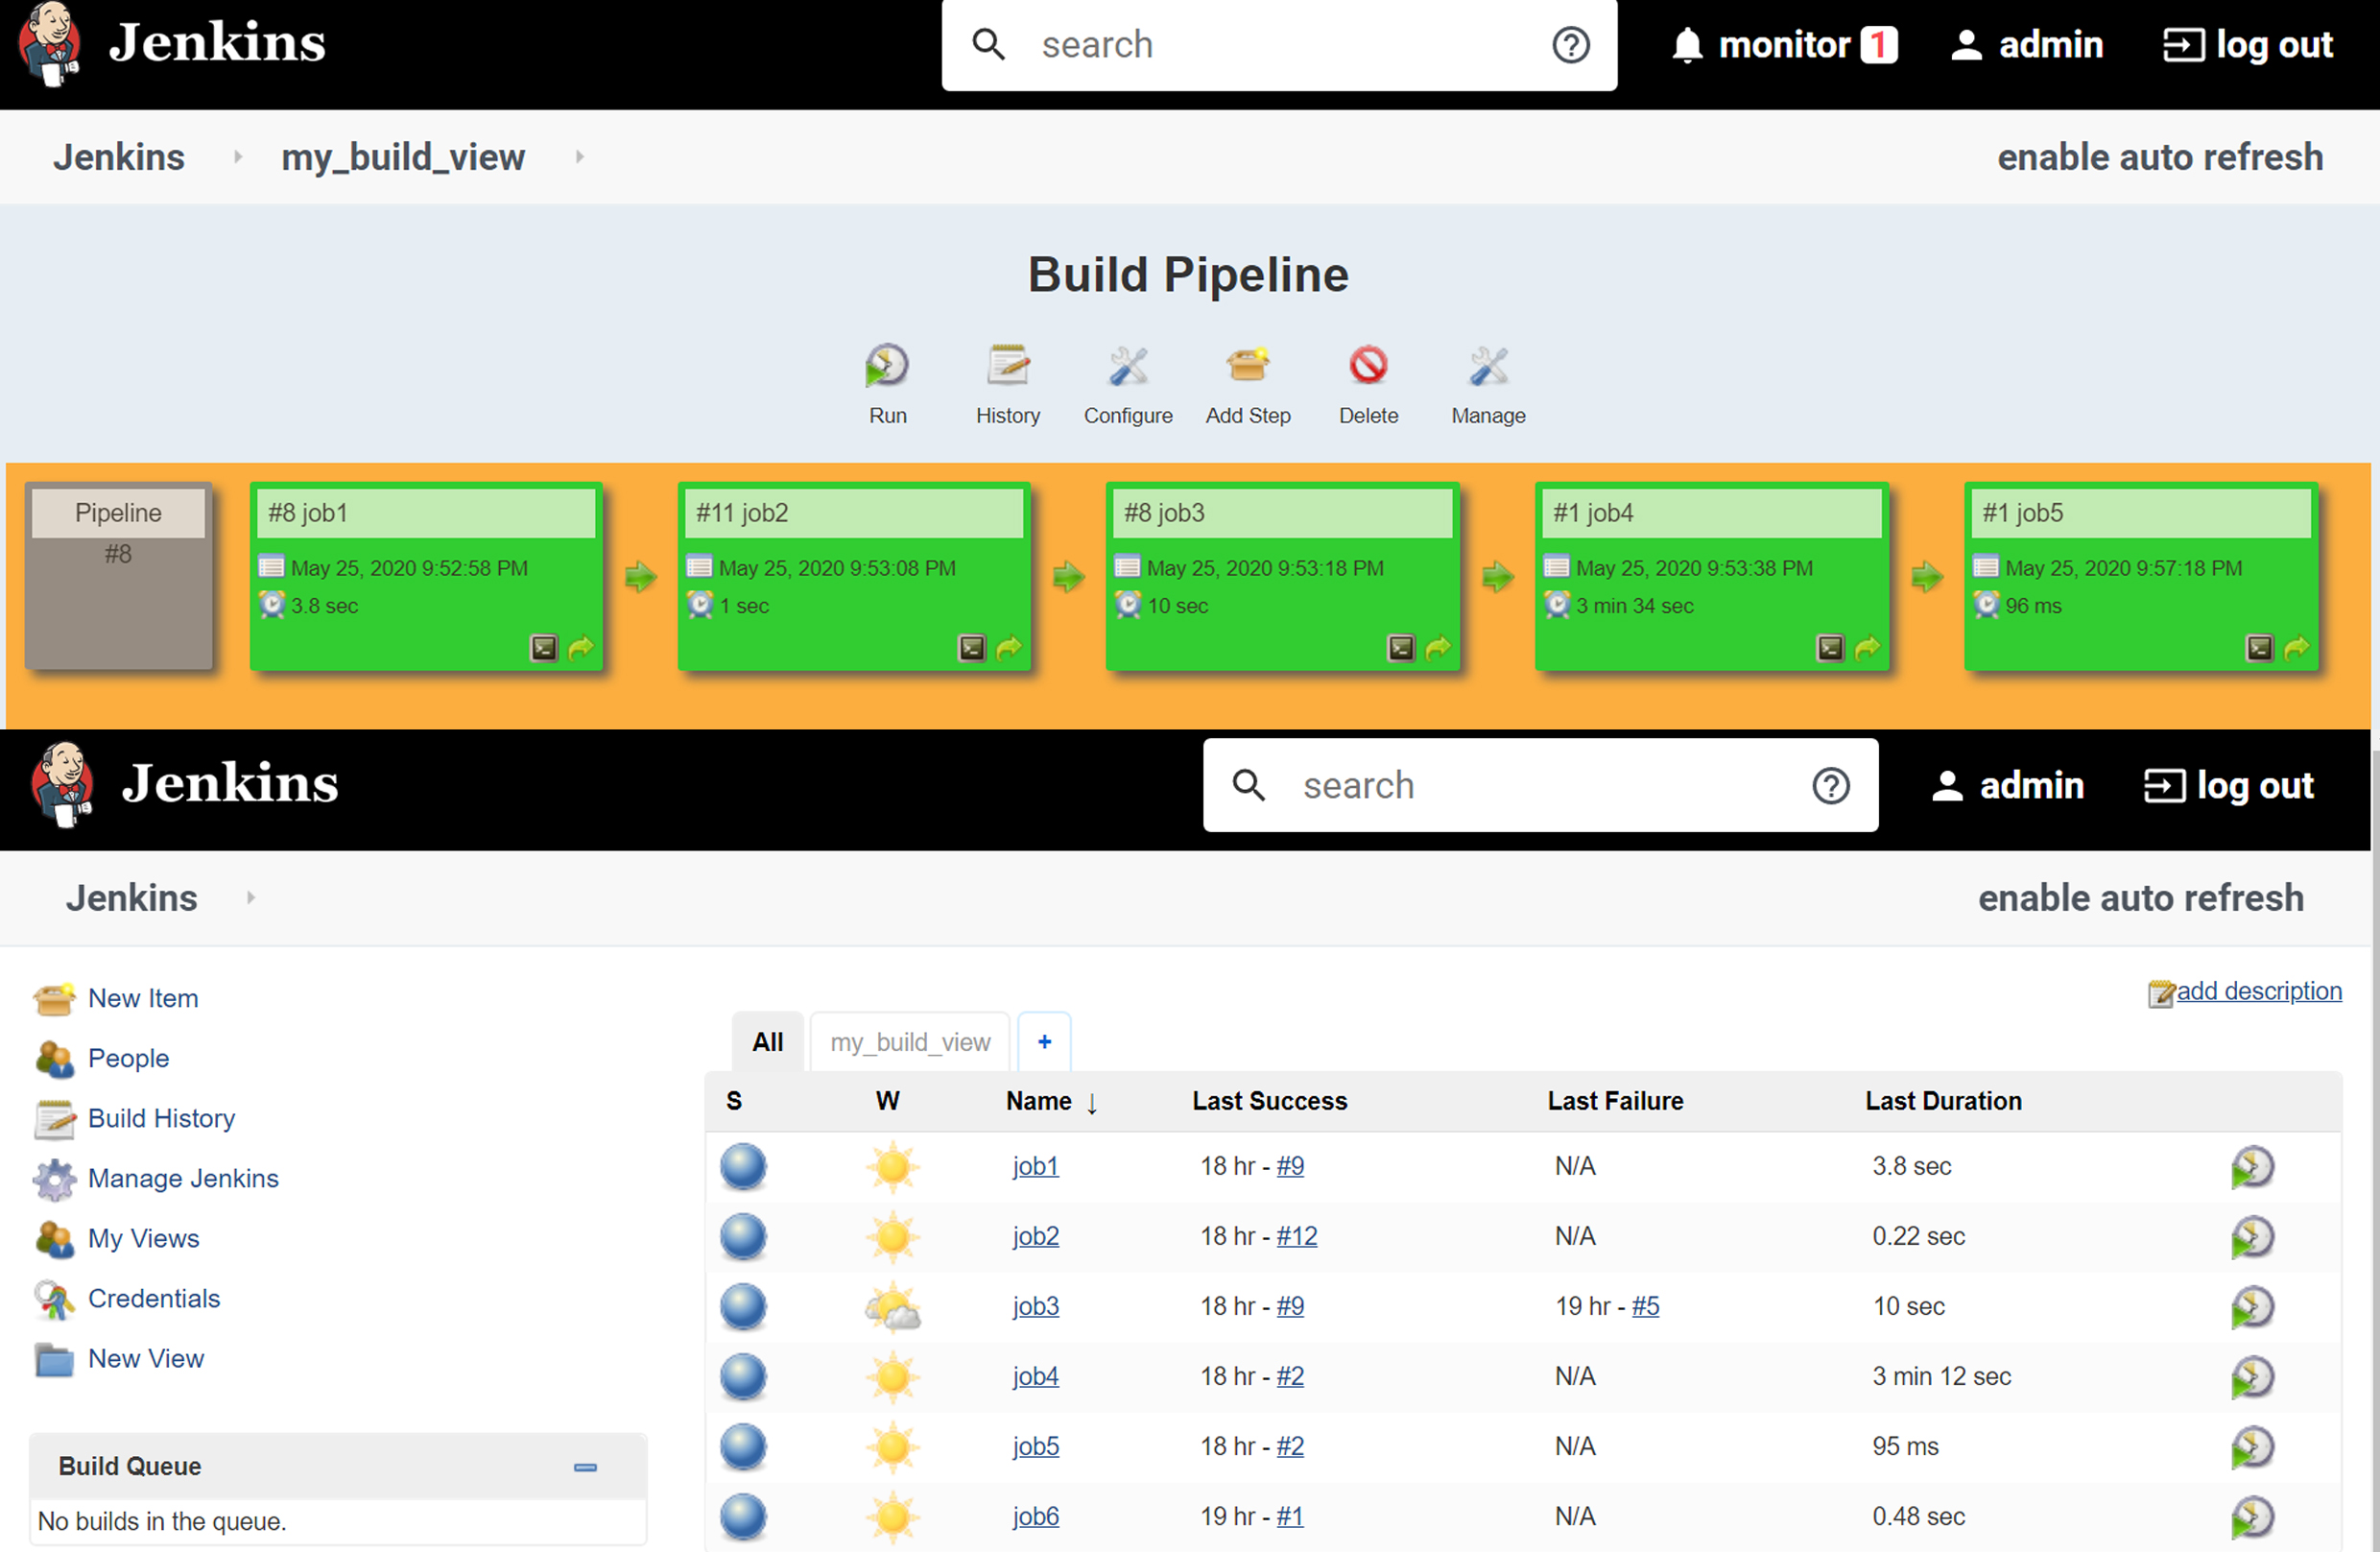 Jenkins search monitor 1 admin log out
Jenkins my_build_view enable auto refresh
Build Pipeline
Run History Configure Add Step Delete Manage
Pipeline #8 job1 #11 job2 #8 job3 #1 job4 #1 job5
#8
May 25, 2020 9:52:58 PM May 25, 2020 9:53:08 PM May 25, 2020 9:53:18 PM May 25, 2020 9:53:38 PM May 25, 2020 9:57:18 PM
3.8 sec 1 sec 10 sec 3 min 34 sec 96 ms
Jenkins search admin log out
Jenkins enable auto refresh
New Item
People
Build History
Manage Jenkins
My Views
Credentials
New View
Build Queue
No builds in the queue.
add description
All my_build_view +
S W Name ↓ Last Success Last Failure Last Duration
job1 18 hr - #9 N/A 3.8 sec
job2 18 hr - #12 N/A 0.22 sec
job3 18 hr - #9 19 hr - #5 10 sec
job4 18 hr - #2 N/A 3 min 12 sec
job5 18 hr - #2 N/A 95 ms
job6 19 hr - #1 N/A 0.48 sec